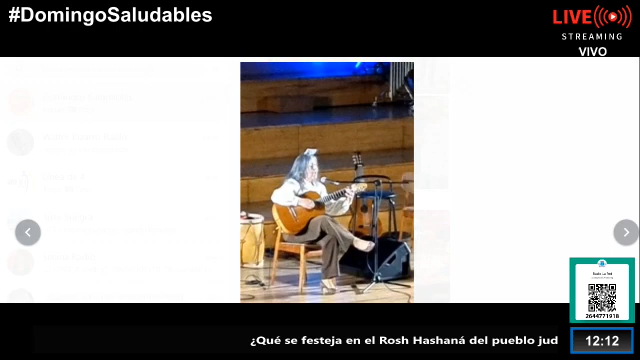 #DomingoSaludables
LIVE
STREAMING
VIVO
2644771918
¿Qué se festeja en el Rosh Hashaná del pueblo jud
12:12